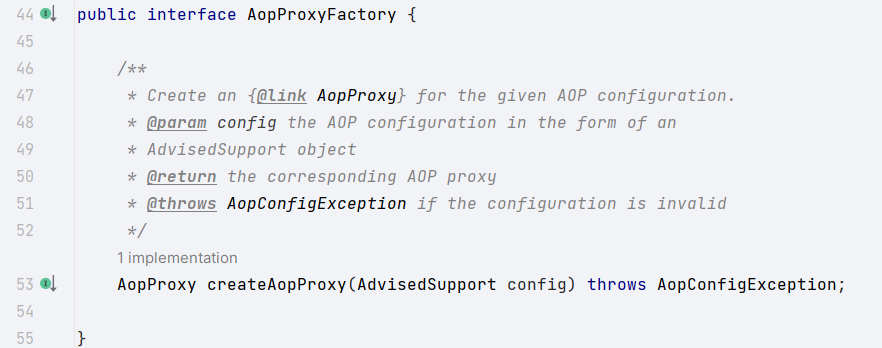 44 public interface AopProxyFactory {
45
46 /**
47 * Create an {@link AopProxy} for the given AOP configuration.
48 * @param config the AOP configuration in the form of an
49 * AdvisedSupport object
50 * @return the corresponding AOP proxy
51 * @throws AopConfigException if the configuration is invalid
52 */
1 implementation
53 AopProxy createAopProxy(AdvisedSupport config) throws AopConfigException;
54
55 }